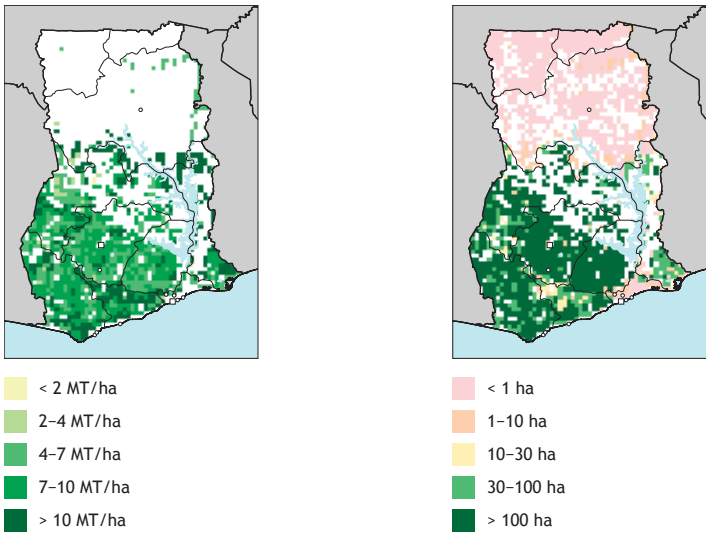 < 2 MT/ha
2–4 MT/ha
4–7 MT/ha
7–10 MT/ha
> 10 MT/ha
< 1 ha
1–10 ha
10–30 ha
30–100 ha
> 100 ha